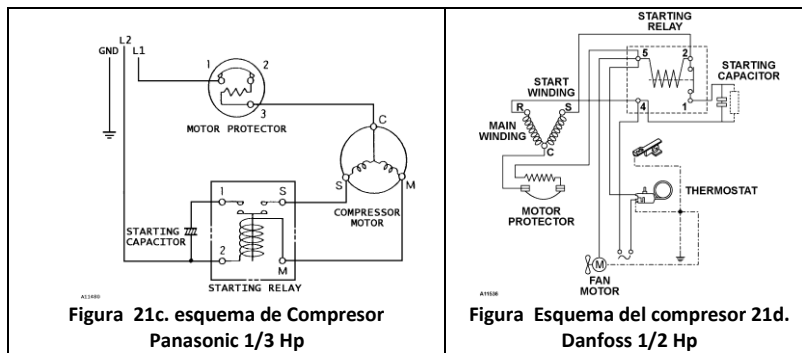 L2
GND L1
1 2
3
MOTOR PROTECTOR
C
S M
COMPRESSOR
MOTOR
1 S
STARTING
CAPACITOR
2 M
STARTING RELAY
A11480
Figura 21c. esquema de Compresor
Panasonic 1/3 Hp
STARTING
RELAY
5 2
STARTING
CAPACITOR
START
WINDING
R S
4 1
MAIN
WINDING
C
THERMOSTAT
MOTOR
PROTECTOR
M
FAN
MOTOR
A11536
Figura Esquema del compresor 21d.
Danfoss 1/2 Hp